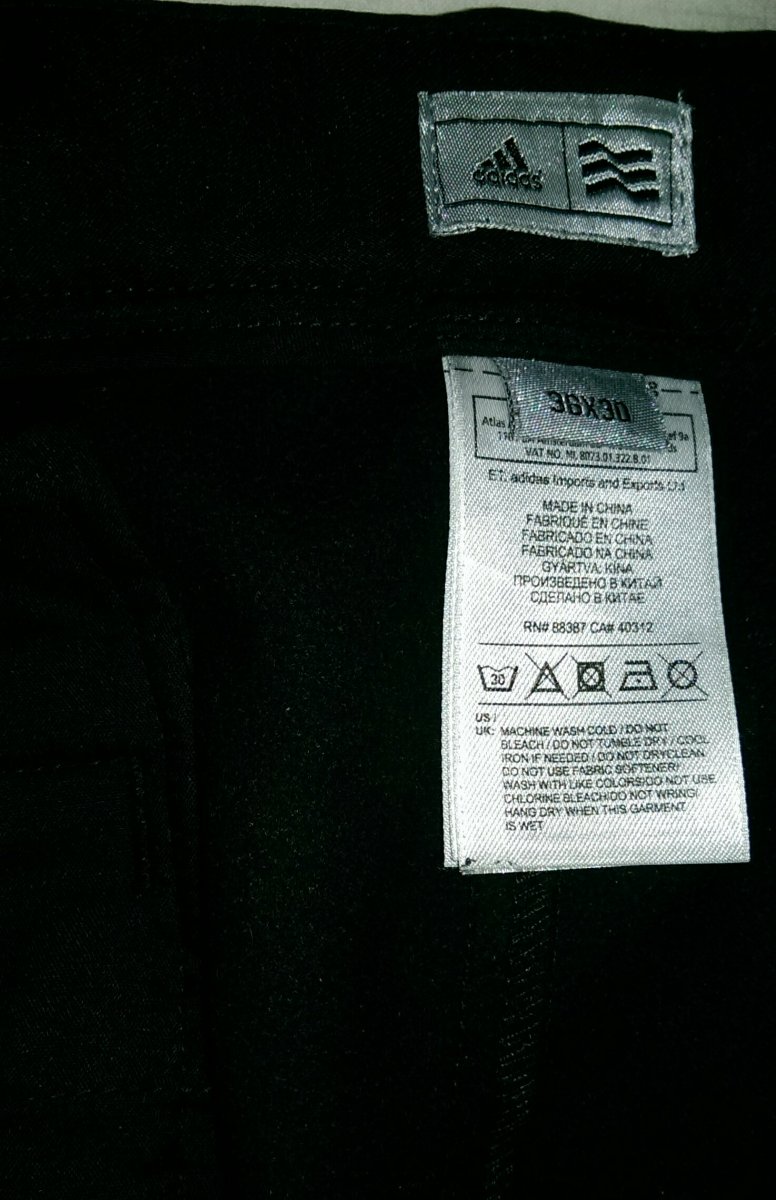 adidas
36X30
Atlas
VAT NO. NL 8073.01.322.B.01
E.T. adidas Imports and Exports Ltd
MADE IN CHINA
FABRIQUÉ EN CHINE
FABRICADO EN CHINA
FABRICADO NA CHINA
GYÁRTVA: KÍNA
ПРОИЗВЕДЕНО В КИТАЙ
СДЕЛАНО В КИТАЕ
RN# 88387 CA# 40312
30
US /
UK: MACHINE WASH COLD / DO NOT
BLEACH / DO NOT TUMBLE DRY / COOL
IRON IF NEEDED / DO NOT DRYCLEAN
DO NOT USE FABRIC SOFTENER/
WASH WITH LIKE COLORS/DO NOT USE
CHLORINE BLEACH/DO NOT WRING/
HANG DRY WHEN THIS GARMENT
IS WET